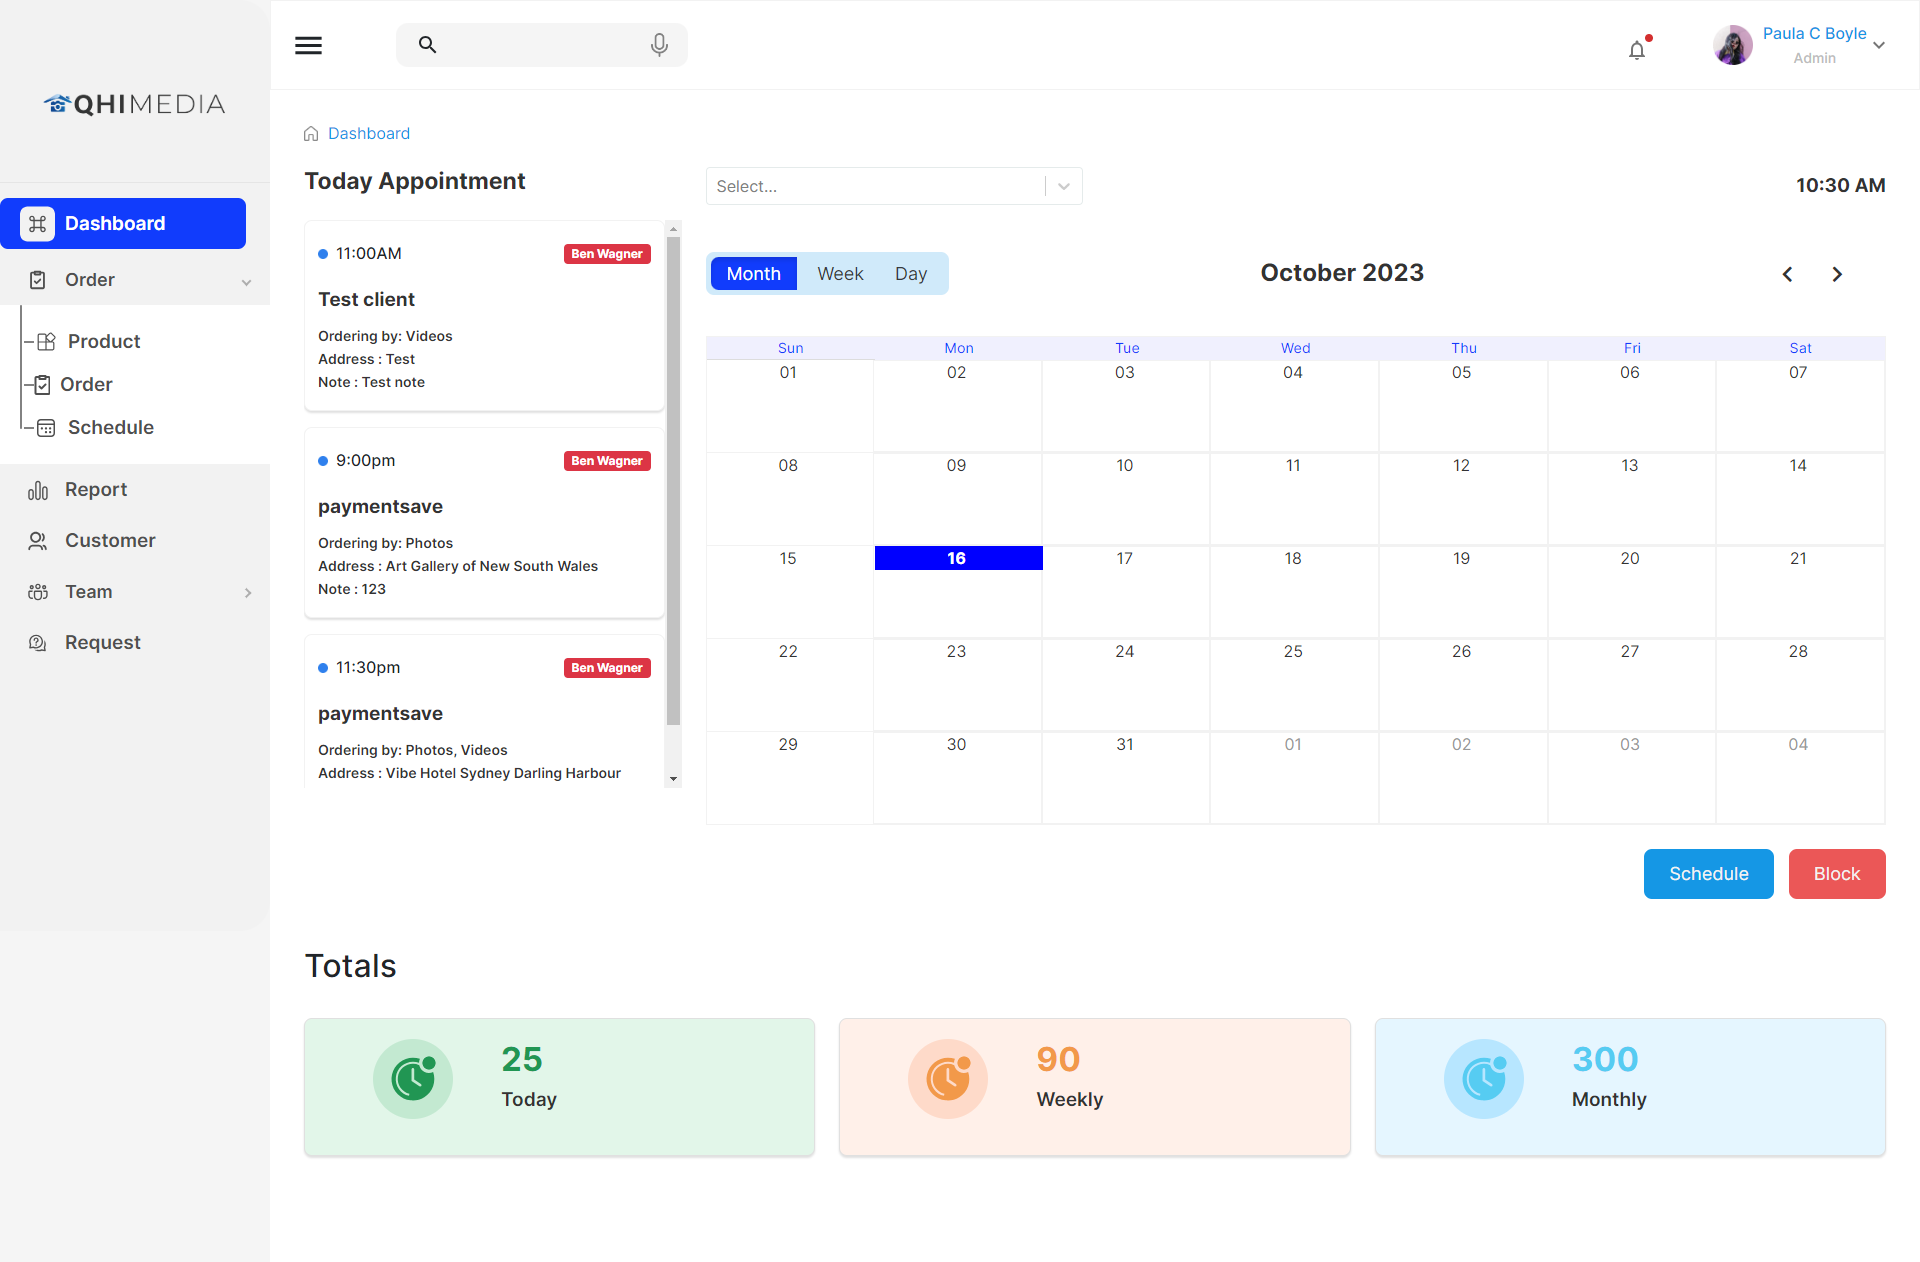 QHIMEDIA
Dashboard
Order
Product
Order
Schedule
Report
Customer
Team
Request
Paula C Boyle
Admin
Dashboard
Today Appointment
11:00AM Ben Wagner
Test client
Ordering by: Videos
Address : Test
Note : Test note
9:00pm Ben Wagner
paymentsave
Ordering by: Photos
Address : Art Gallery of New South Wales
Note : 123
11:30pm Ben Wagner
paymentsave
Ordering by: Photos, Videos
Address : Vibe Hotel Sydney Darling Harbour
Select...
10:30 AM
Month Week Day
October 2023
Sun Mon Tue Wed Thu Fri Sat
01 02 03 04 05 06 07
08 09 10 11 12 13 14
15 16 17 18 19 20 21
22 23 24 25 26 27 28
29 30 31 01 02 03 04
Schedule Block
Totals
25
Today
90
Weekly
300
Monthly